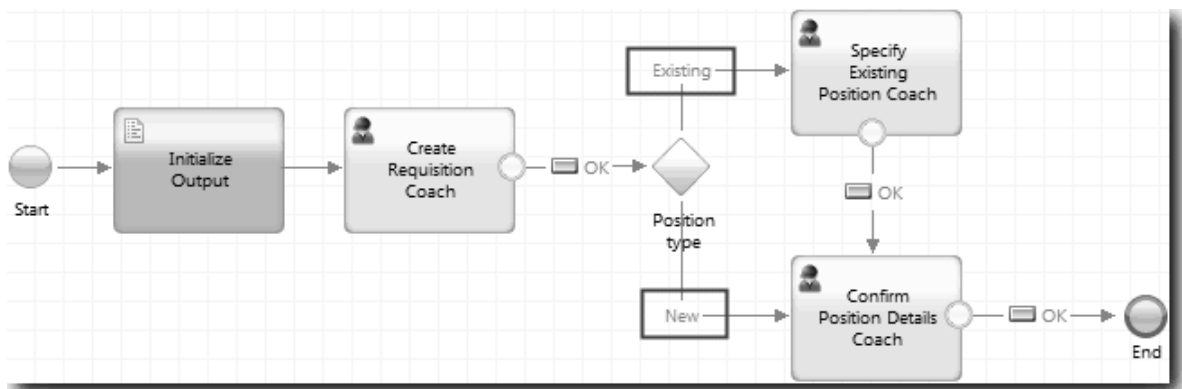 Start
Initialize
Output
Create
Requisition
Coach
OK
Position
type
Existing
Specify
Existing
Position Coach
OK
New
Confirm
Position Details
Coach
OK
End